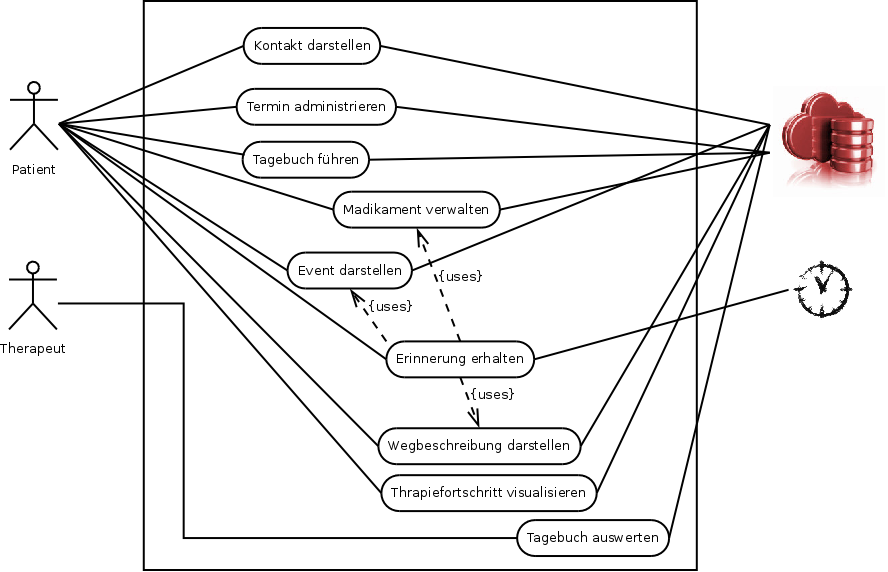 Kontakt darstellen
Termin administrieren
Patient
Tagebuch führen
Madikament verwalten
Event darstellen
{uses}
{uses}
Therapeut
Erinnerung erhalten
{uses}
Wegbeschreibung darstellen
Thrapiefortschritt visualisieren
Tagebuch auswerten